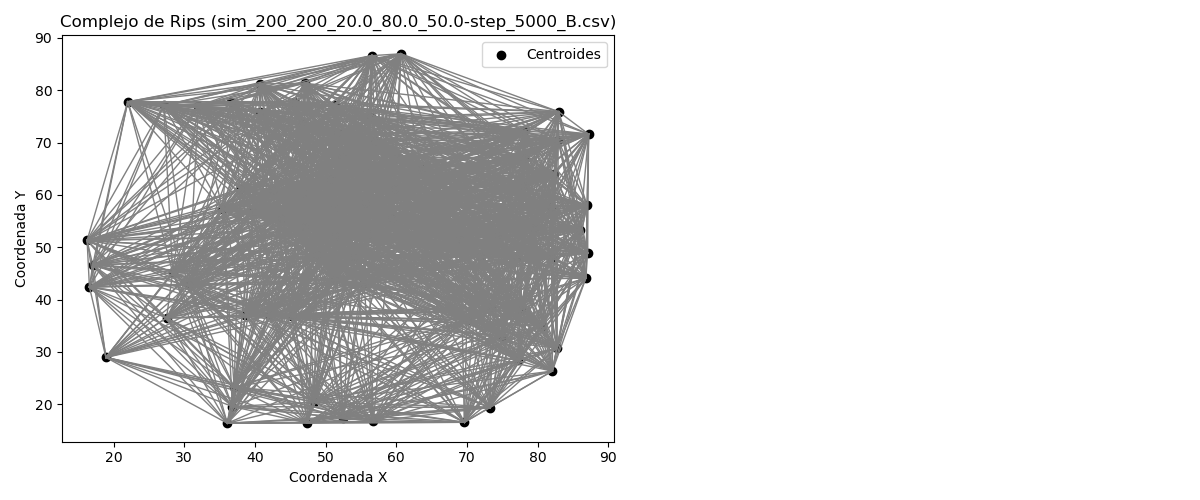 Complejo de Rips (sim_200_200_20.0_80.0_50.0-step_5000_B.csv)
Centroides
90
80
70
60
50
40
30
20
Coordenada Y
20 30 40 50 60 70 80 90
Coordenada X